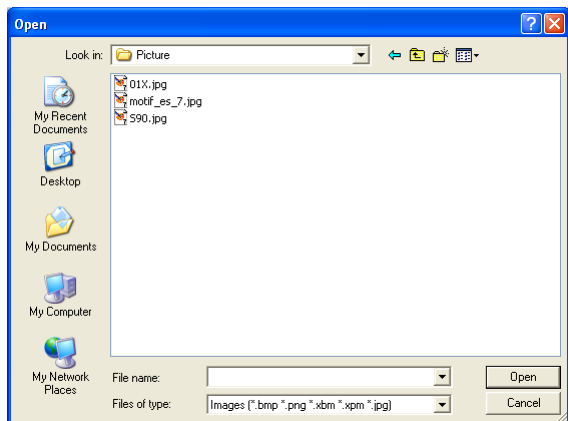 Open
Look in:
Picture
01X.jpg
motif_es_7.jpg
S90.jpg
My Recent
Documents
Desktop
My Documents
My Computer
My Network
Places
File name:
Open
Files of type:
Images (*.bmp *.png *.xbm *.xpm *.jpg)
Cancel